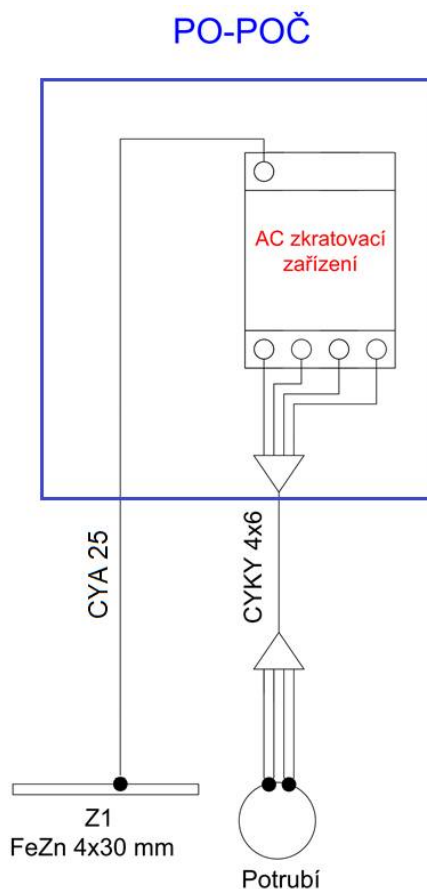 PO-POČ
AC zkratovací
zařízení
CYA 25
CYKY 4x6
Z1
FeZn 4x30 mm
Potrubí